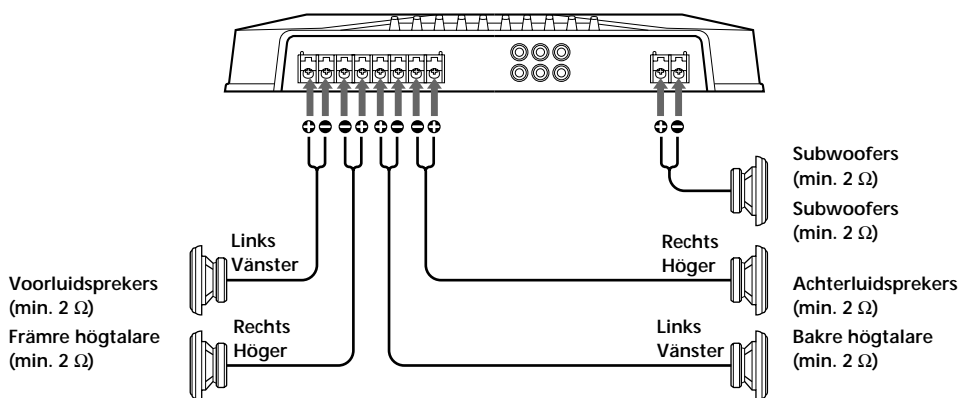 Subwoofers
(min. 2 Ω)
Subwoofers
(min. 2 Ω)
Links
Vänster
Rechts
Höger
Voorluidsprekers
(min. 2 Ω)
Främre högtalare
(min. 2 Ω)
Achterluidsprekers
(min. 2 Ω)
Bakre högtalare
(min. 2 Ω)
Rechts
Höger
Links
Vänster